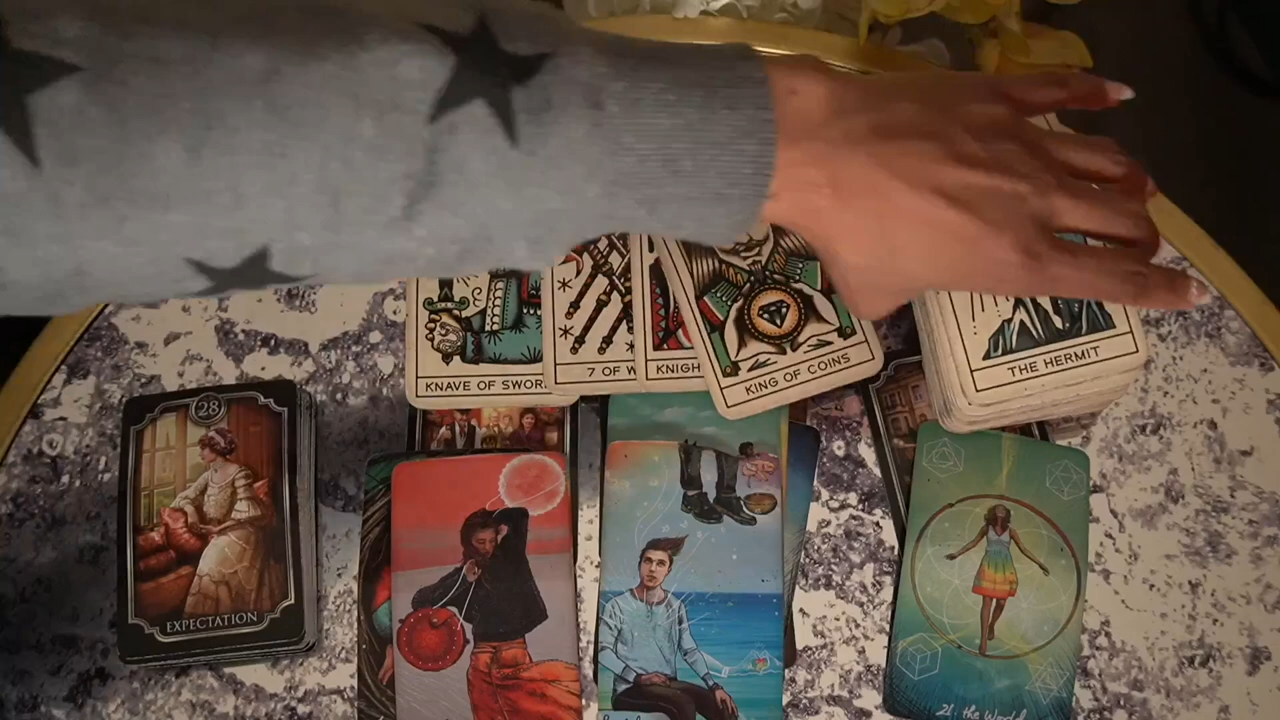 KNAVE OF SWOR
7 OF W
KNIGH
KING OF COINS
THE HERMIT
28
EXPECTATION
21. the World